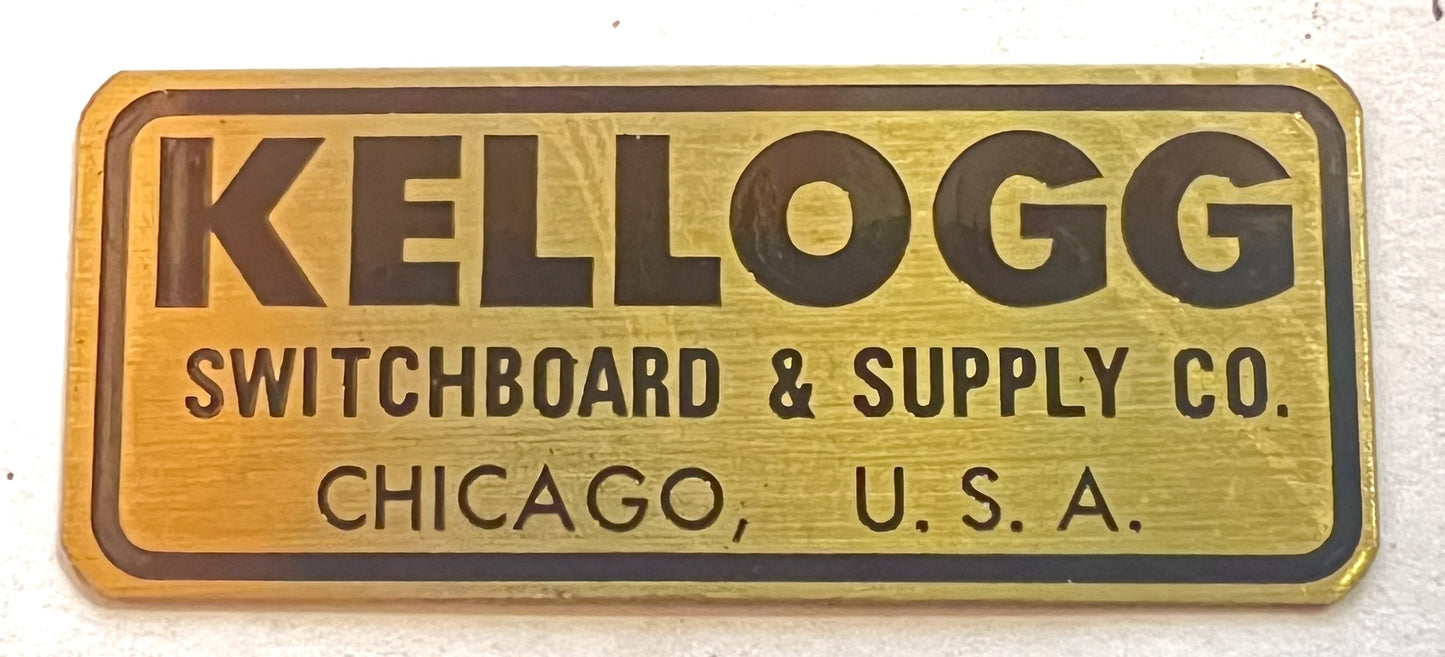 KELLOGG
SWITCHBOARD & SUPPLY CO.
CHICAGO, U. S. A.